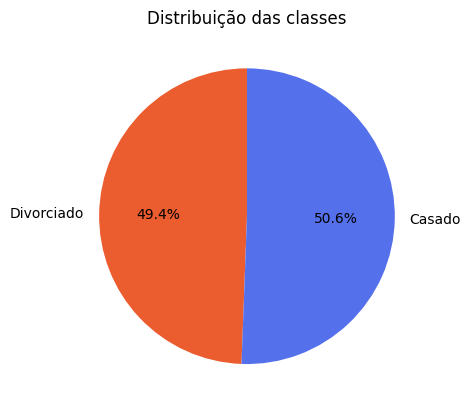 Distribuição das classes
Divorciado
49.4%
50.6%
Casado